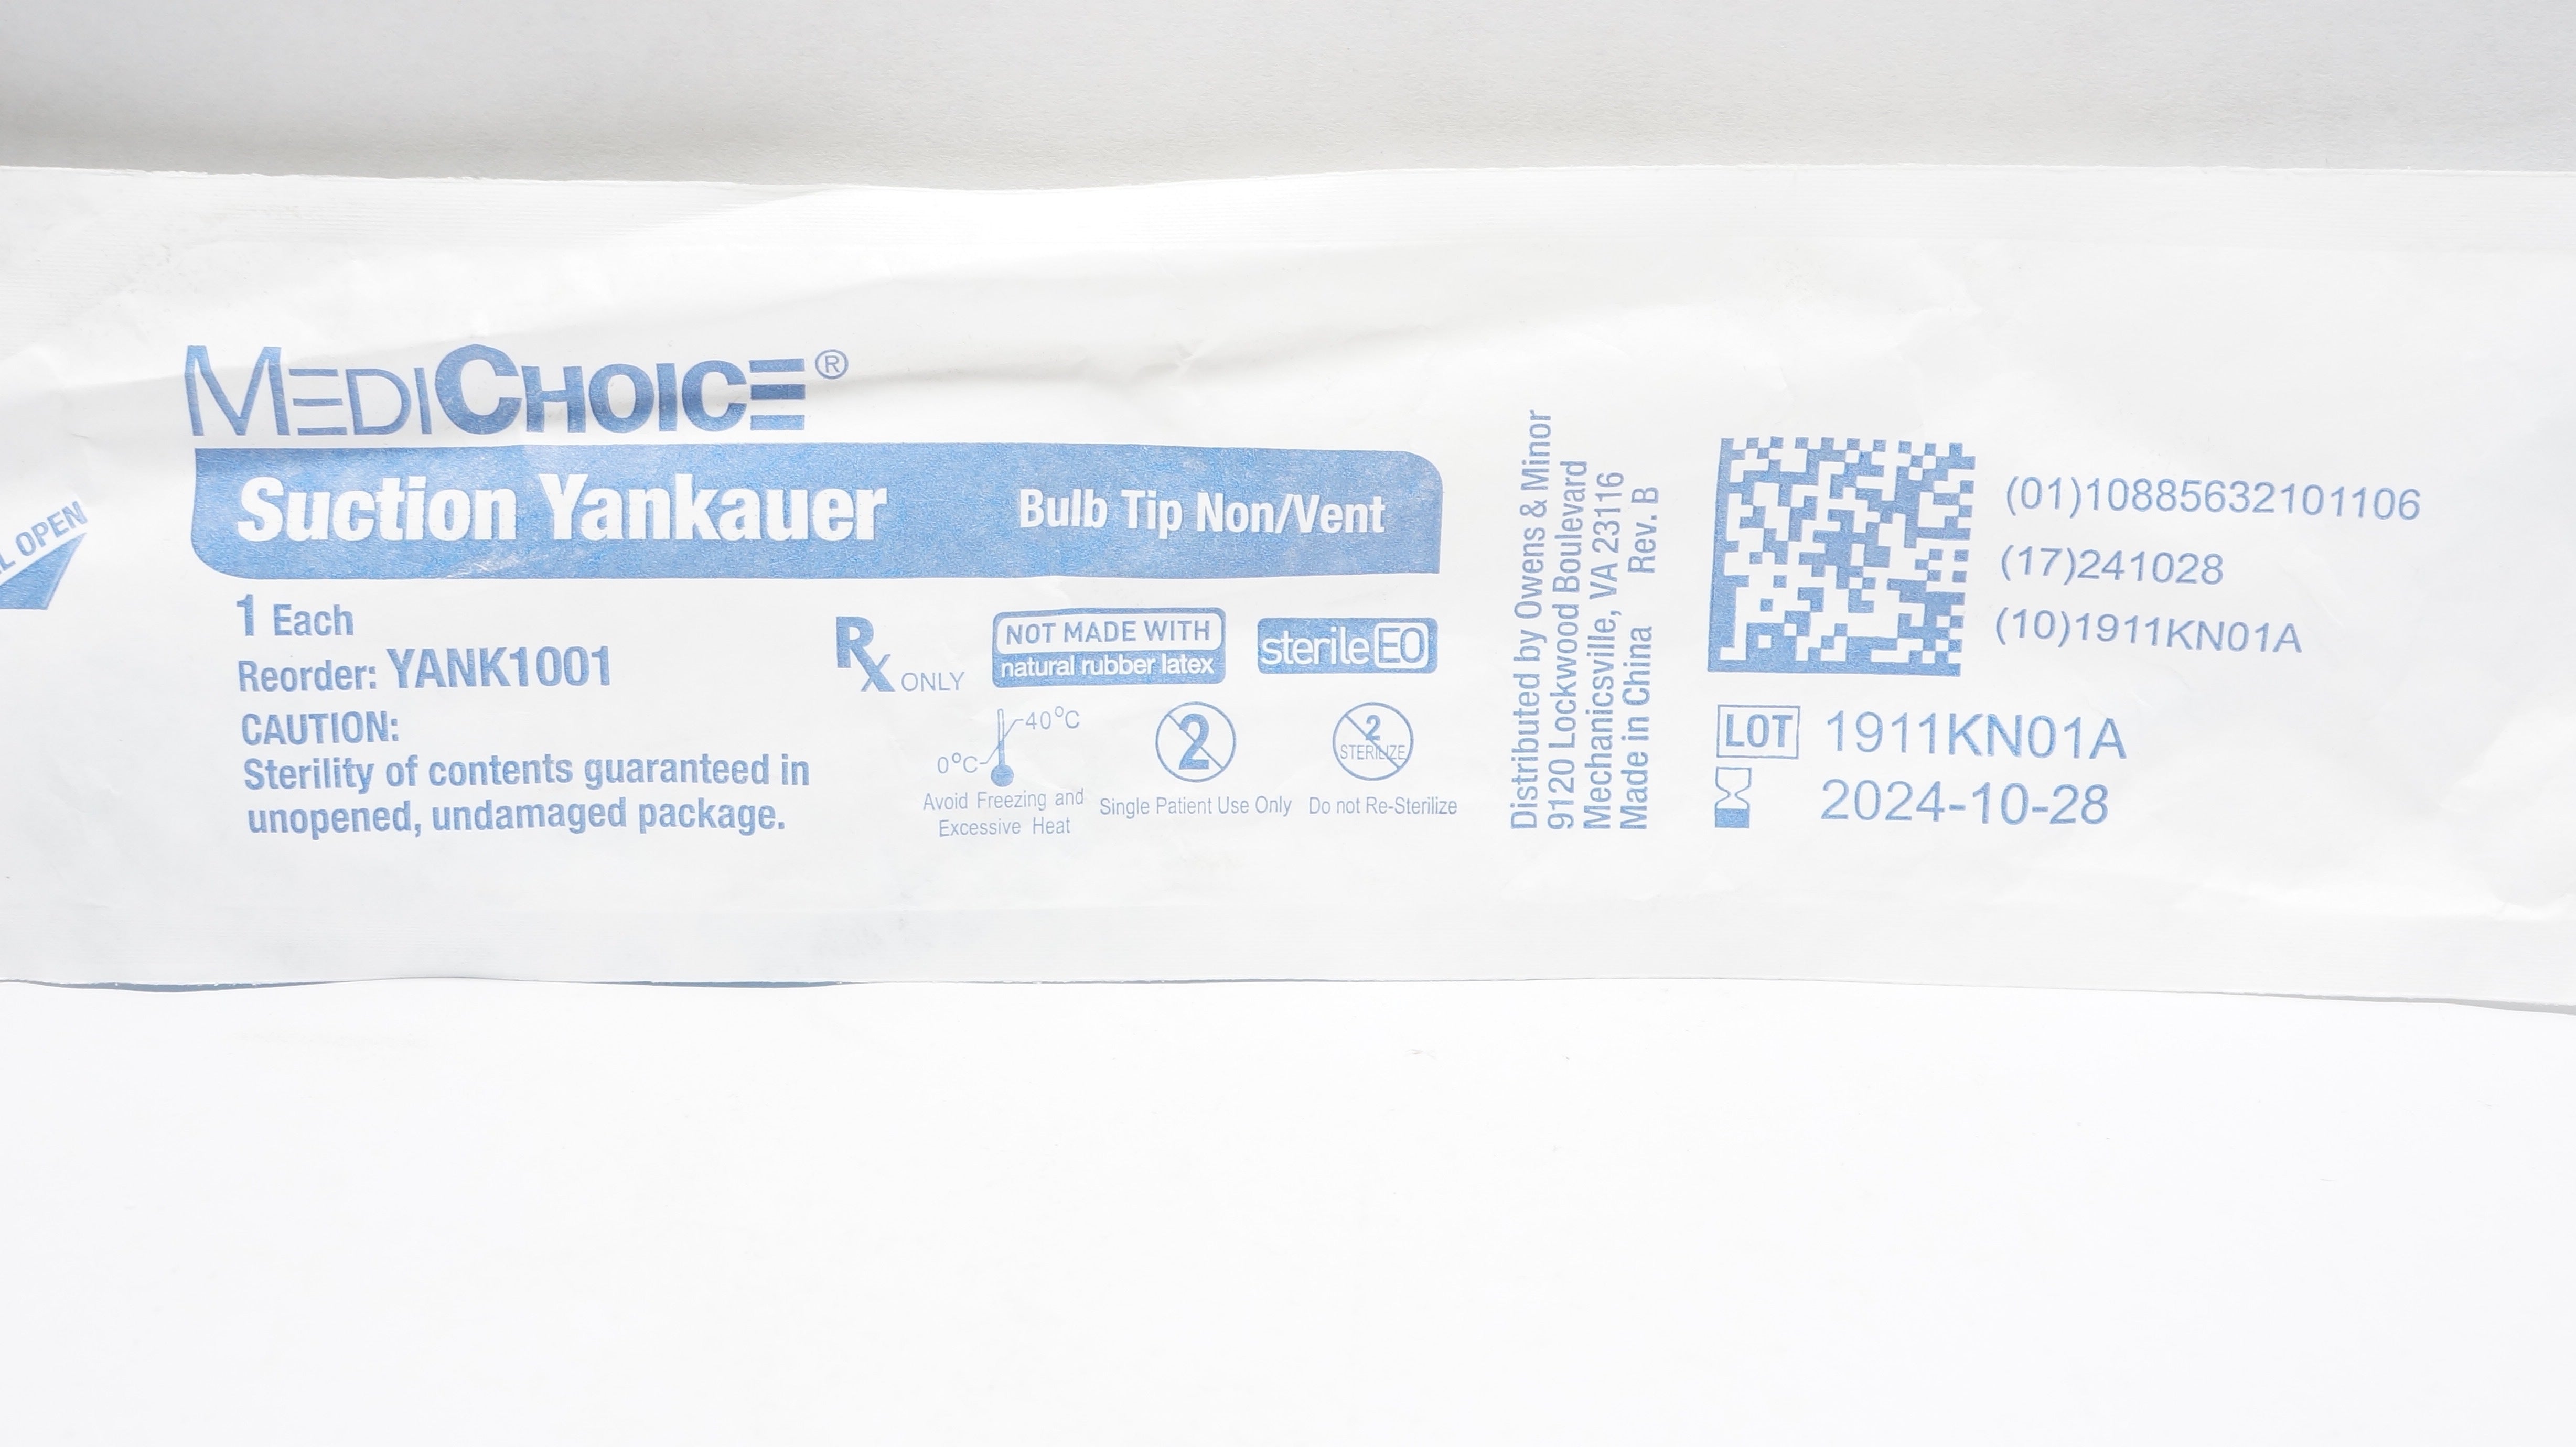 OPEN
MEDICHOICE®
Suction Yankauer
Bulb Tip Non/Vent
1 Each
Reorder: YANK1001
CAUTION:
Sterility of contents guaranteed in
unopened, undamaged package.
Rx ONLY
NOT MADE WITH
natural rubber latex
sterile EO
40°C
0°C
Avoid Freezing and
Excessive Heat
2
Single Patient Use Only
2
STERILIZE
Do not Re-Sterilize
Distributed by Owens & Minor
9120 Lockwood Boulevard
Mechanicsville, VA 23116
Made in China Rev. B
(01)10885632101106
(17)241028
(10)1911KN01A
LOT 1911KN01A
2024-10-28